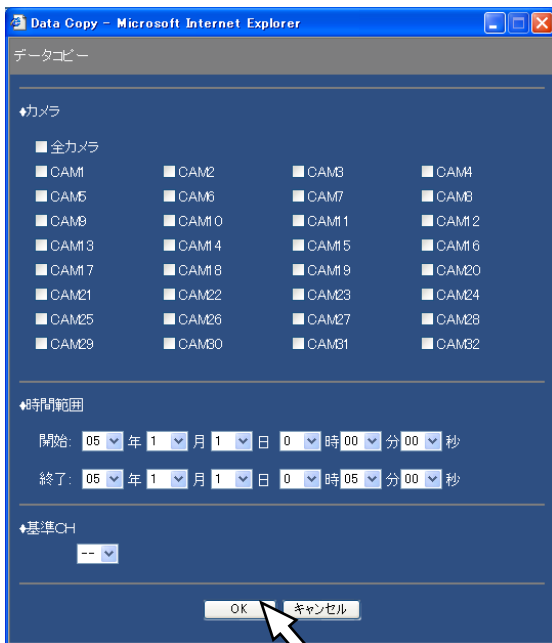 Data Copy - Microsoft Internet Explorer
データコピー
♦カメラ
全カメラ
CAM1 CAM2 CAM3 CAM4
CAM5 CAM6 CAM7 CAM8
CAM9 CAM10 CAM11 CAM12
CAM13 CAM14 CAM15 CAM16
CAM17 CAM18 CAM19 CAM20
CAM21 CAM22 CAM23 CAM24
CAM25 CAM26 CAM27 CAM28
CAM29 CAM30 CAM31 CAM32
♦時間範囲
開始: 05 年 1 月 1 日 0 時 00 分 00 秒
終了: 05 年 1 月 1 日 0 時 05 分 00 秒
♦基準CH
--
OK キャンセル